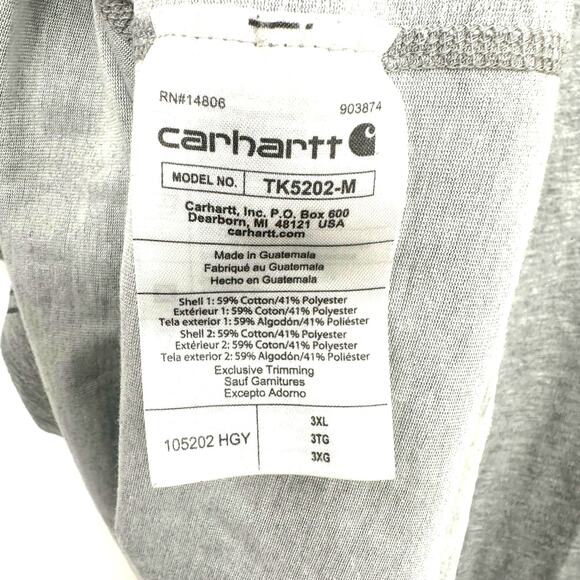 RN#14806 903874
carhartt
MODEL NO. TK5202-M
Carhartt, Inc. P.O. Box 600
Dearborn, MI 48121 USA
carhartt.com
Made in Guatemala
Fabriqué au Guatemala
Hecho en Guatemala
Shell 1: 59% Cotton/41% Polyester
Extérieur 1: 59% Coton/41% Polyester
Tela exterior 1: 59% Algodón/41% Poliéster
Shell 2: 59% Cotton/41% Polyester
Extérieur 2: 59% Coton/41% Polyester
Tela exterior 2: 59% Algodón/41% Poliéster
Exclusive Trimming
Sauf Garnitures
Excepto Adorno
105202 HGY
3XL
3TG
3XG